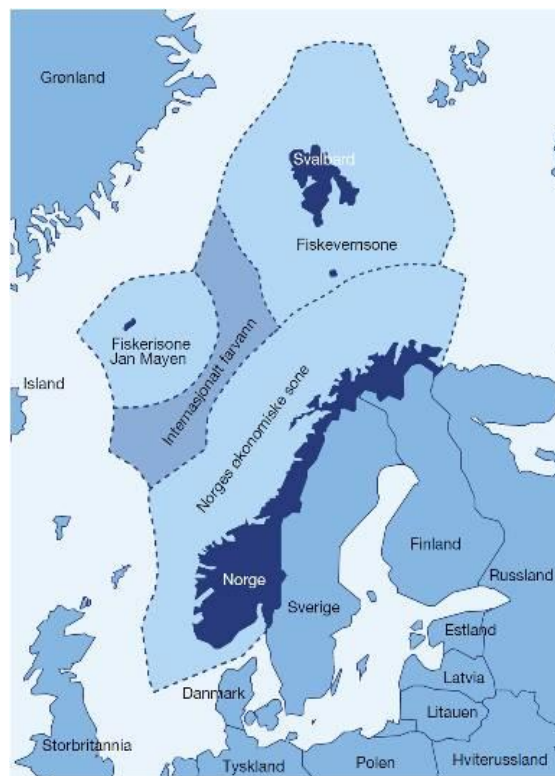 Grønland
Svalbard
Fiskevernsone
Fiskerisone
Jan Mayen
Internasjonalt farvann
Island
Norges økonomiske sone
Finland
Norge
Russland
Sverige
Estland
Danmark
Latvia
Litauen
Storbritannia
Tyskland
Polen
Hviterussland